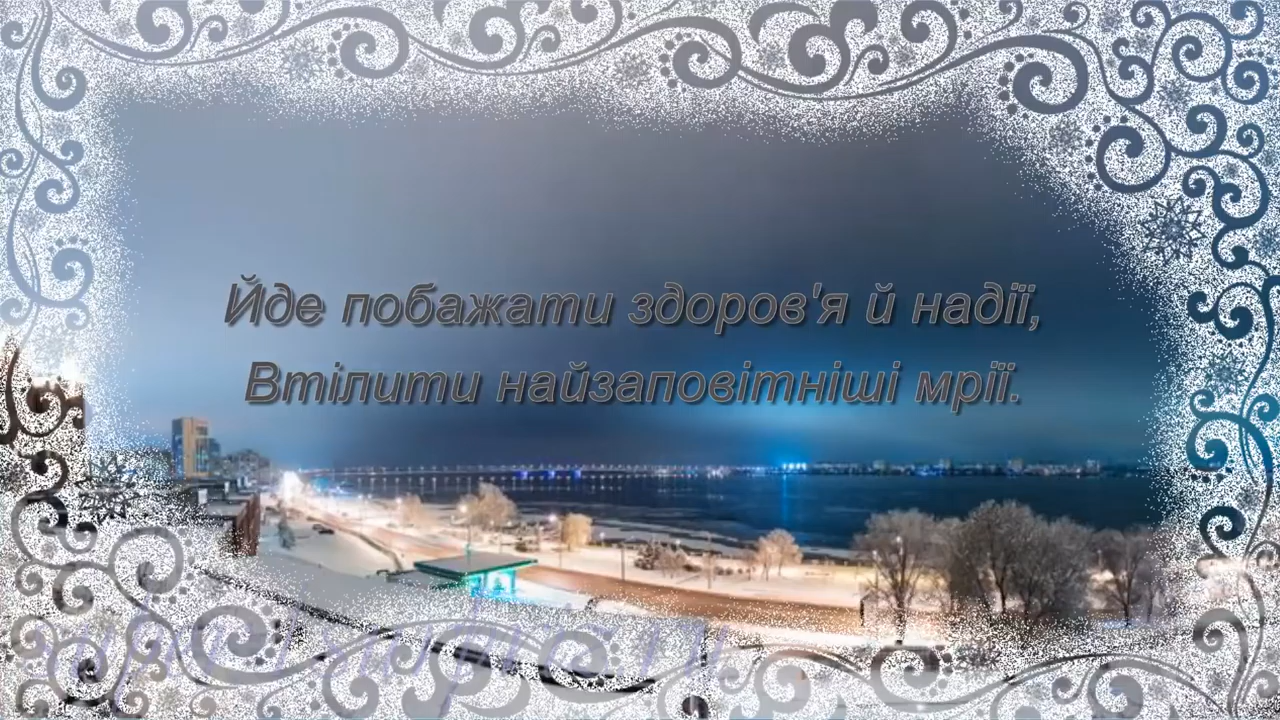 Йде побажати здоров'я й надії,
Втілити найзаповітніші мрії.